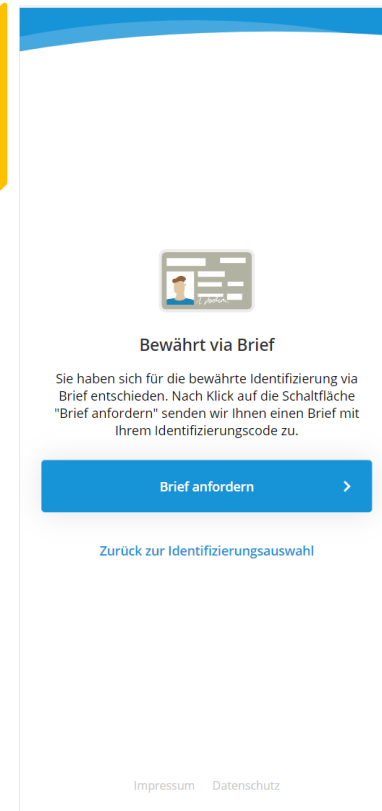 Bewährt via Brief
Sie haben sich für die bewährte Identifizierung via
Brief entschieden. Nach Klick auf die Schaltfläche
"Brief anfordern" senden wir Ihnen einen Brief mit
Ihrem Identifizierungscode zu.
Brief anfordern
Zurück zur Identifizierungsauswahl
Impressum Datenschutz